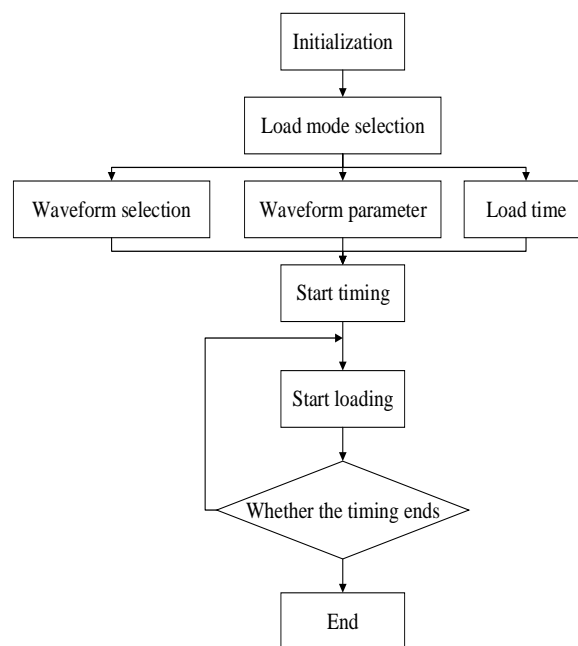 Initialization
Load mode selection
Waveform selection
Waveform parameter
Load time
Start timing
Start loading
Whether the timing ends
End